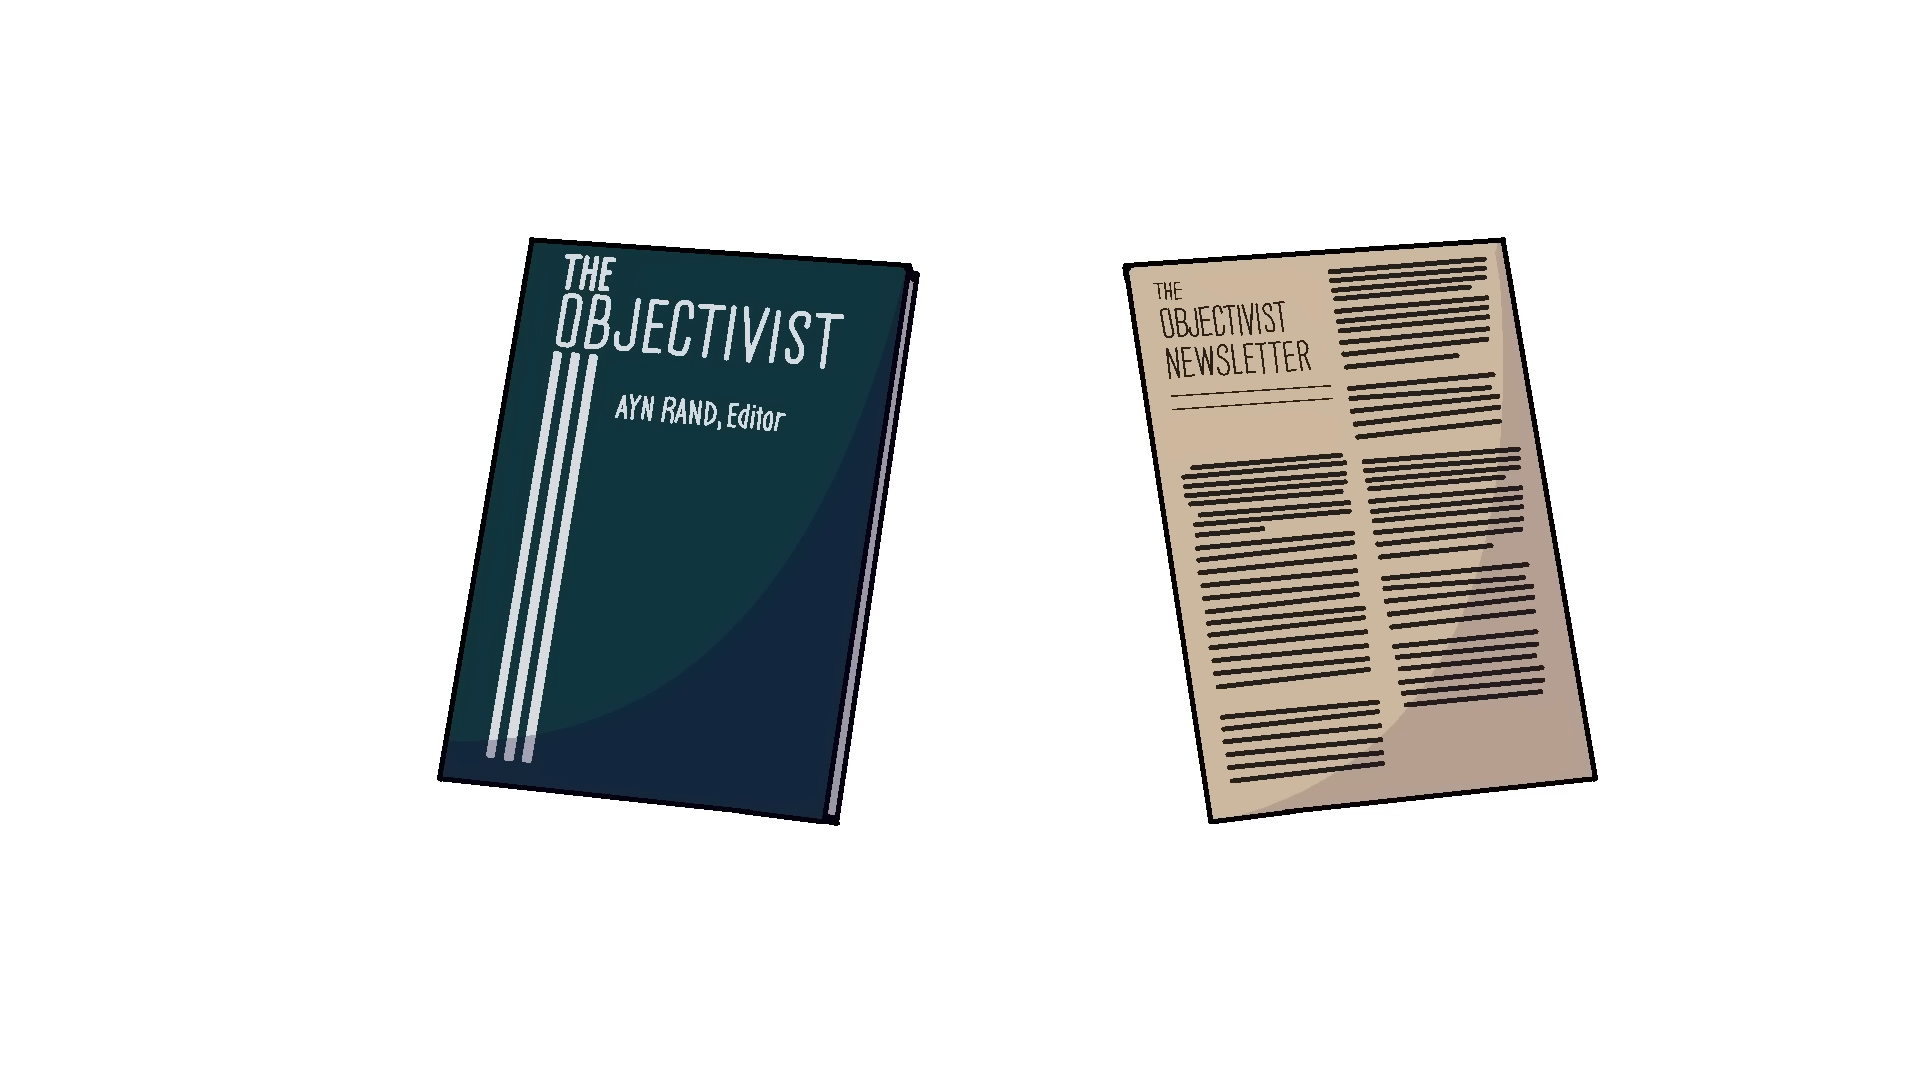 THE
OBJECTIVIST
AYN RAND, Editor
THE
OBJECTIVIST
NEWSLETTER